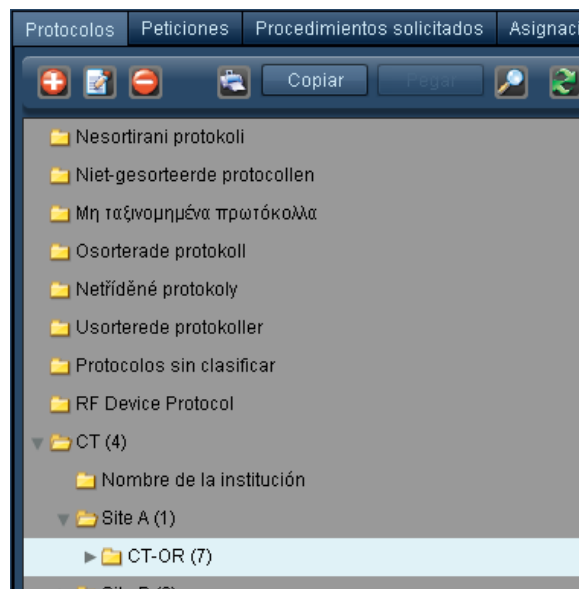 Protocolos Peticiones Procedimientos solicitados Asignaci
Copiar Pegar
Nesortirani protokoli
Niet-gesorteerde protocollen
Μη ταξινομημένα πρωτόκολλα
Osorterade protokoll
Netříděné protokoly
Usorterede protokoller
Protocolos sin clasificar
RF Device Protocol
CT (4)
Nombre de la institución
Site A (1)
CT-OR (7)